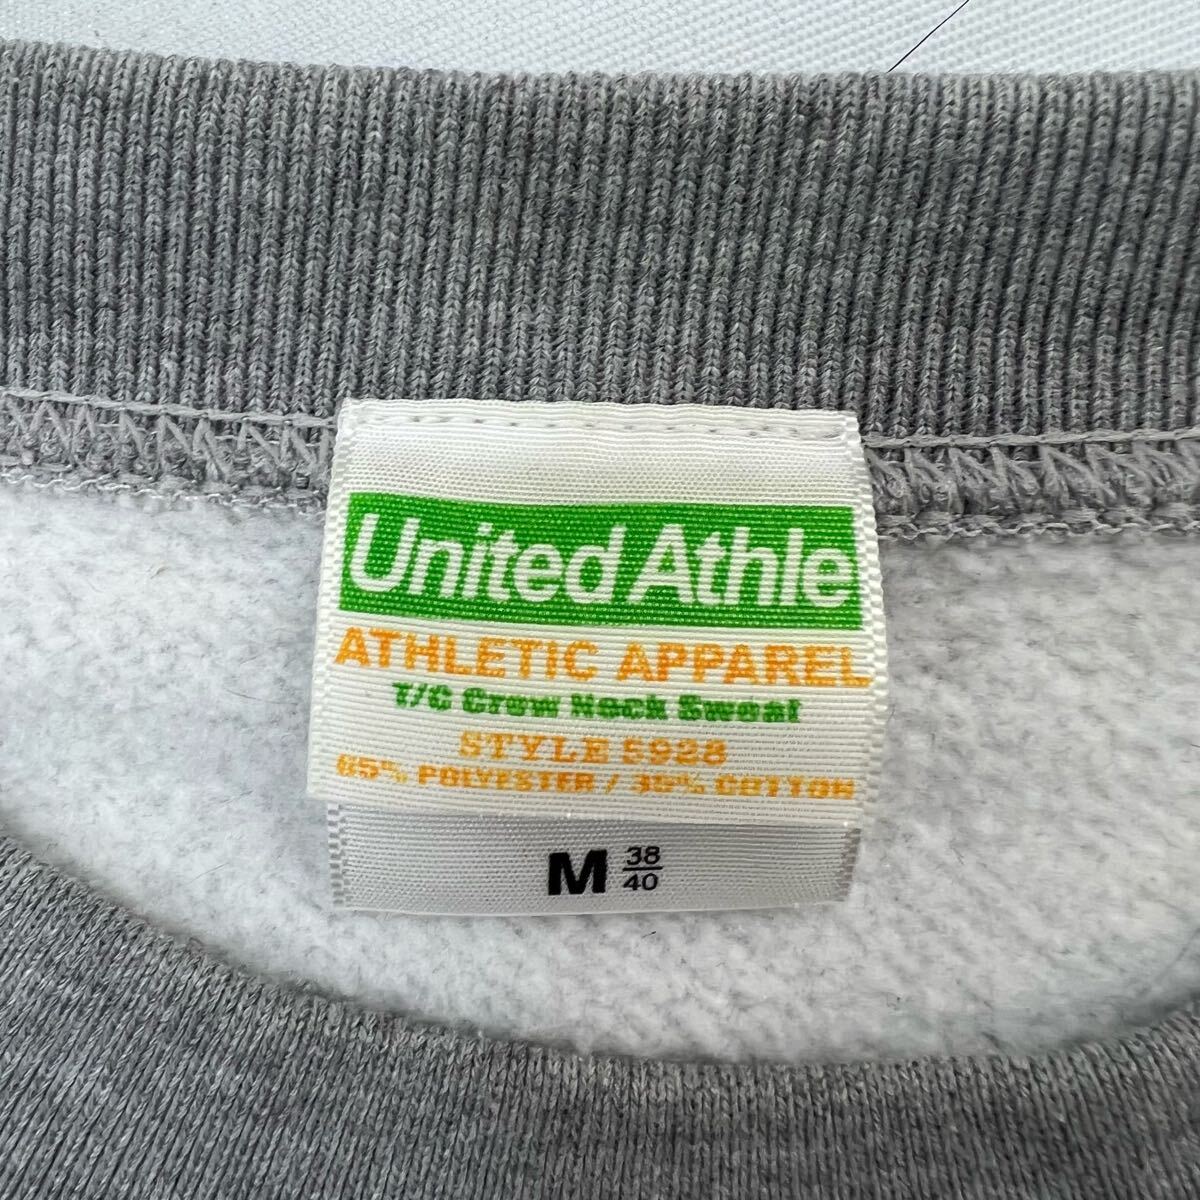 United Athle
ATHLETIC APPAREL
T/C Crew Neck Sweat
STYLE 5928
65% POLYESTER / 35% COTTON
M 38/40